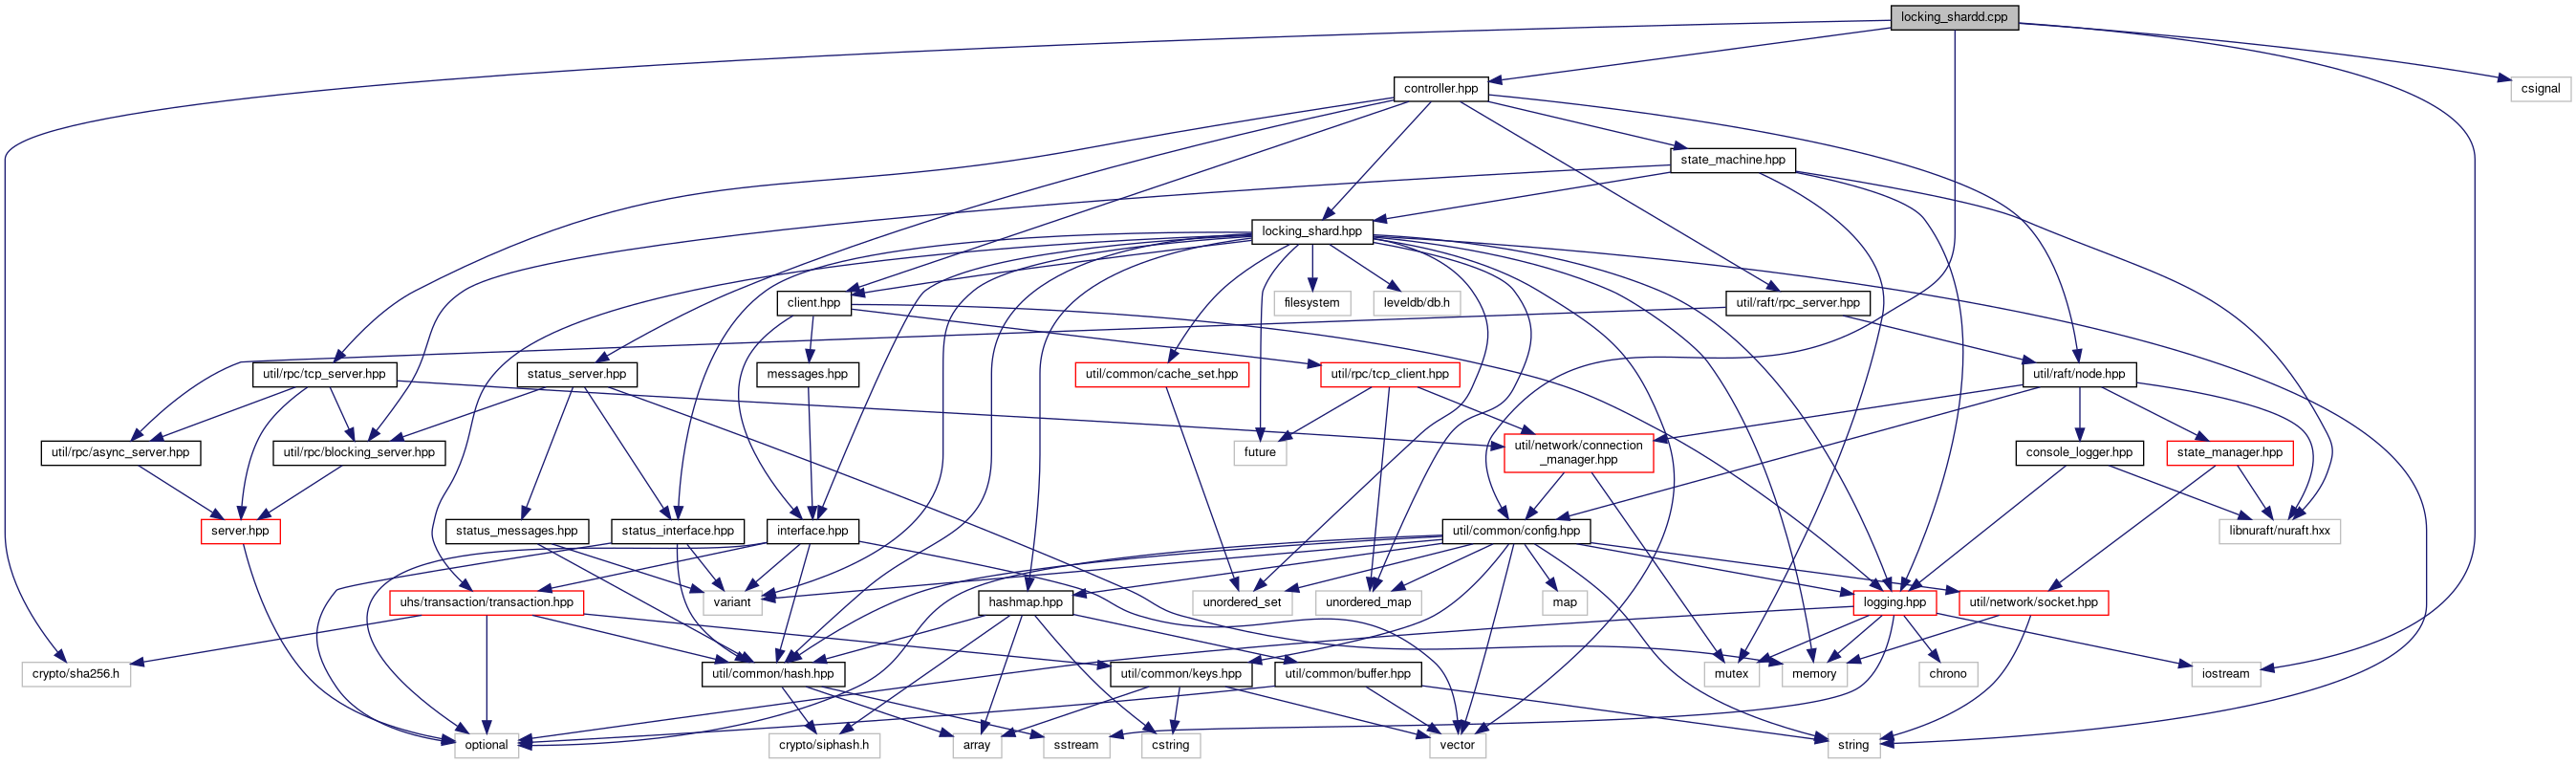 locking_shardd.cpp
controller.hpp
csignal
state_machine.hpp
locking_shard.hpp
client.hpp
filesystem
leveldb/db.h
util/raft/rpc_server.hpp
util/rpc/tcp_server.hpp
status_server.hpp
messages.hpp
util/common/cache_set.hpp
util/rpc/tcp_client.hpp
util/raft/node.hpp
util/rpc/async_server.hpp
util/rpc/blocking_server.hpp
future
util/network/connection
_manager.hpp
console_logger.hpp
state_manager.hpp
server.hpp
status_messages.hpp
status_interface.hpp
interface.hpp
util/common/config.hpp
libnuraft/nuraft.hxx
uhs/transaction/transaction.hpp
variant
hashmap.hpp
unordered_set
unordered_map
map
logging.hpp
util/network/socket.hpp
crypto/sha256.h
util/common/hash.hpp
util/common/keys.hpp
util/common/buffer.hpp
mutex
memory
chrono
iostream
optional
crypto/siphash.h
array
sstream
cstring
vector
string